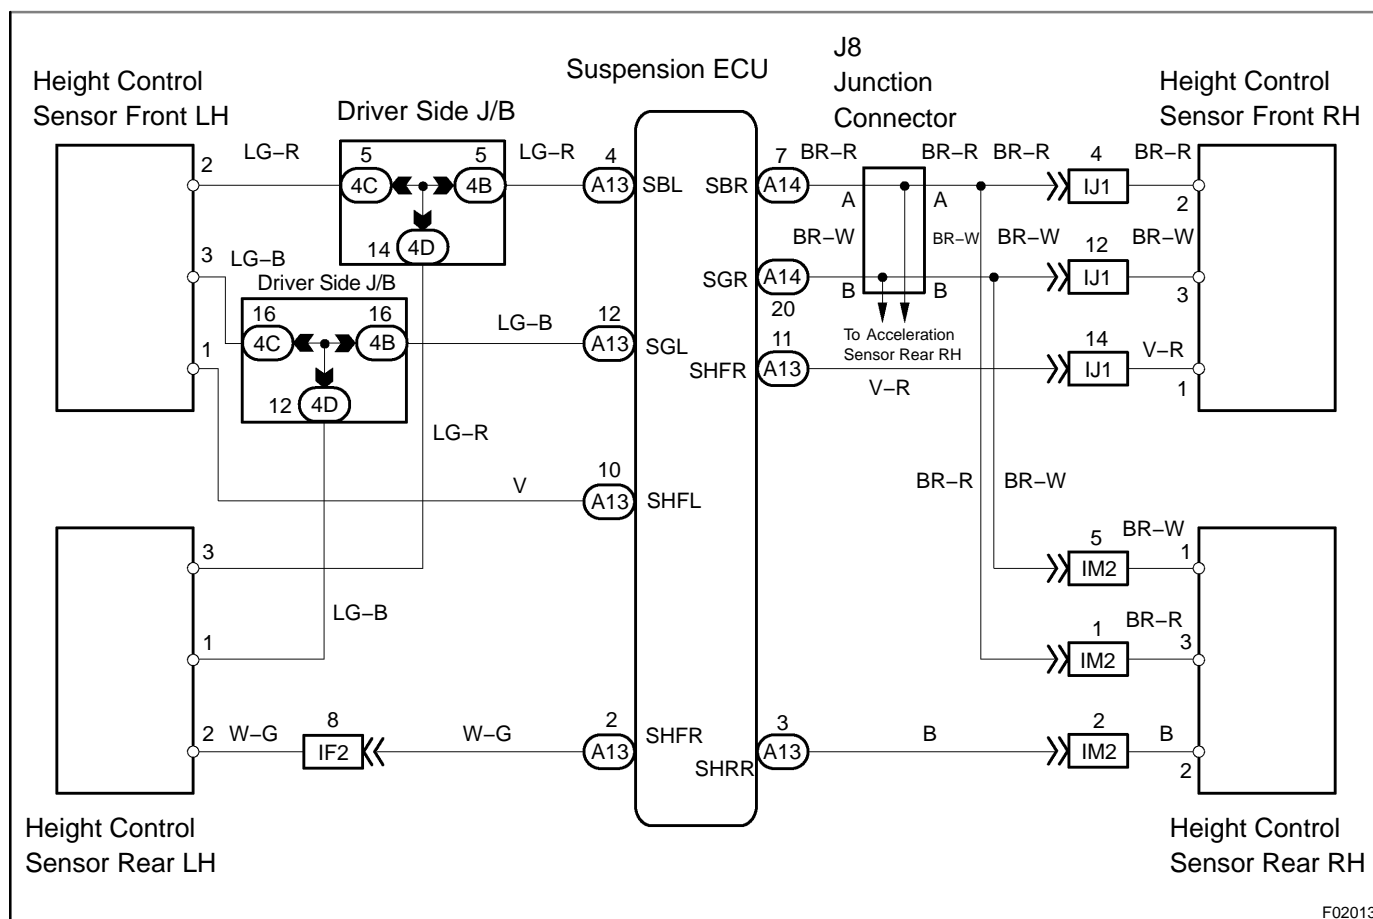 Height Control
Sensor Front LH
Driver Side J/B
Suspension ECU
J8
Junction
Connector
Height Control
Sensor Front RH
2
LG−R
5
4C
5
4B
LG−R
4
A13
SBL
14
4D
SBR
7
A14
BR−R
A
BR−R
A
BR−R
4
IJ1
BR−R
2
3
LG−B
Driver Side J/B
16
4C
16
4B
LG−B
12
A13
SGL
12
4D
SGR
A14
20
BR−W
B
BR−W
B
BR−W
12
IJ1
BR−W
3
To Acceleration
Sensor Rear RH
1
V
10
A13
SHFL
SHFR
11
A13
V−R
14
IJ1
V−R
1
LG−R
BR−R
BR−W
3
LG−B
1
5
IM2
BR−W
1
1
IM2
BR−R
3
2
W−G
8
IF2
W−G
2
A13
SHFR
SHRR
3
A13
B
2
IM2
B
2
Height Control
Sensor Rear LH
Height Control
Sensor Rear RH
F02013